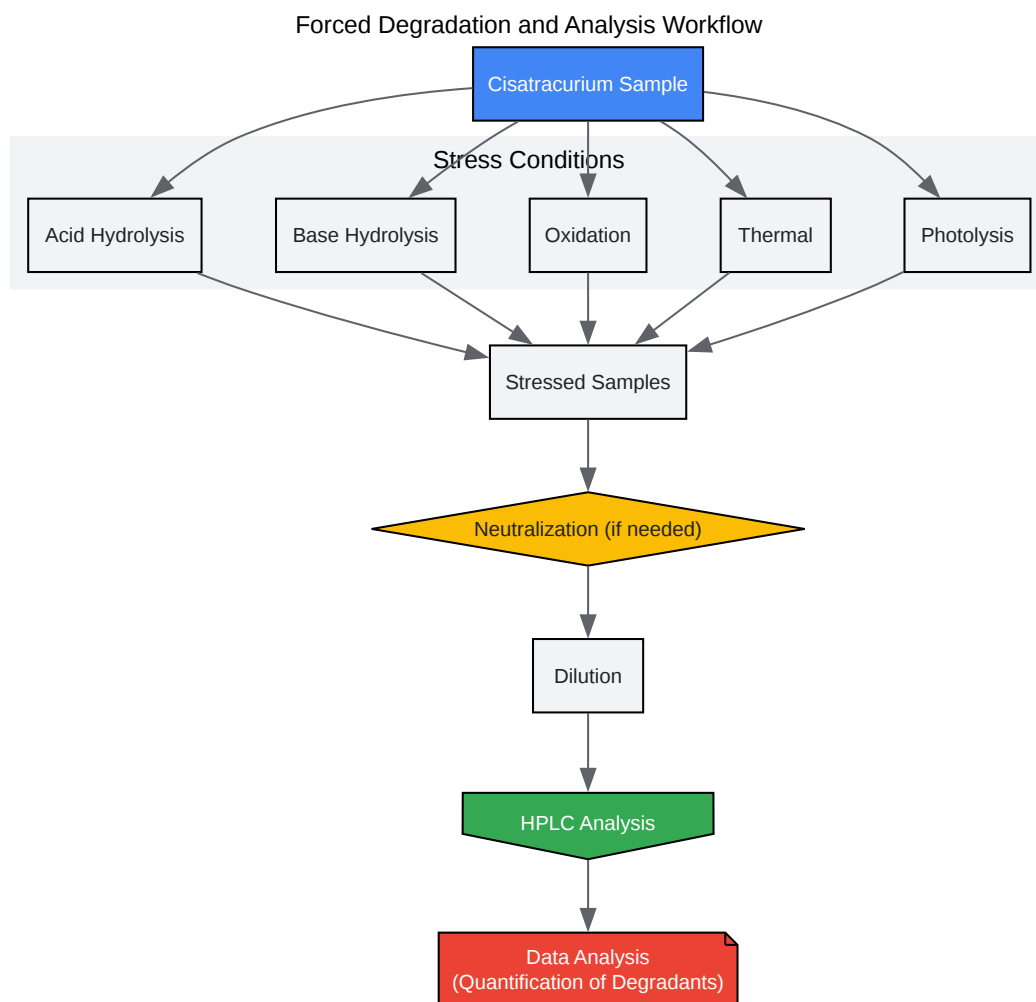 Forced Degradation and Analysis Workflow
Cisatracurium Sample
Stress Conditions
Acid Hydrolysis
Base Hydrolysis
Oxidation
Thermal
Photolysis
Stressed Samples
Neutralization (if needed)
Dilution
HPLC Analysis
Data Analysis
(Quantification of Degradants)